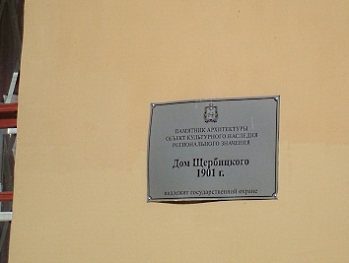 ПАМЯТНИК АРХИТЕКТУРЫ
ОБЪЕКТ КУЛЬТУРНОГО НАСЛЕДИЯ
РЕГИОНАЛЬНОГО ЗНАЧЕНИЯ
Дом Щербицкого
1901 г.
подлежит государственной охране